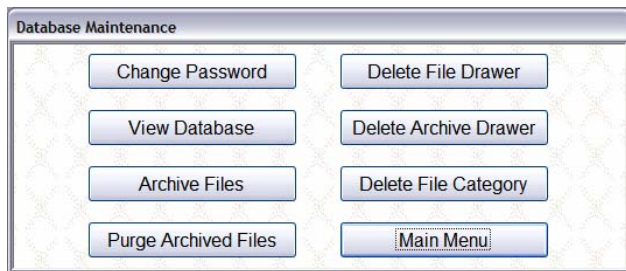 Database Maintenance
Change Password
Delete File Drawer
View Database
Delete Archive Drawer
Archive Files
Delete File Category
Purge Archived Files
Main Menu